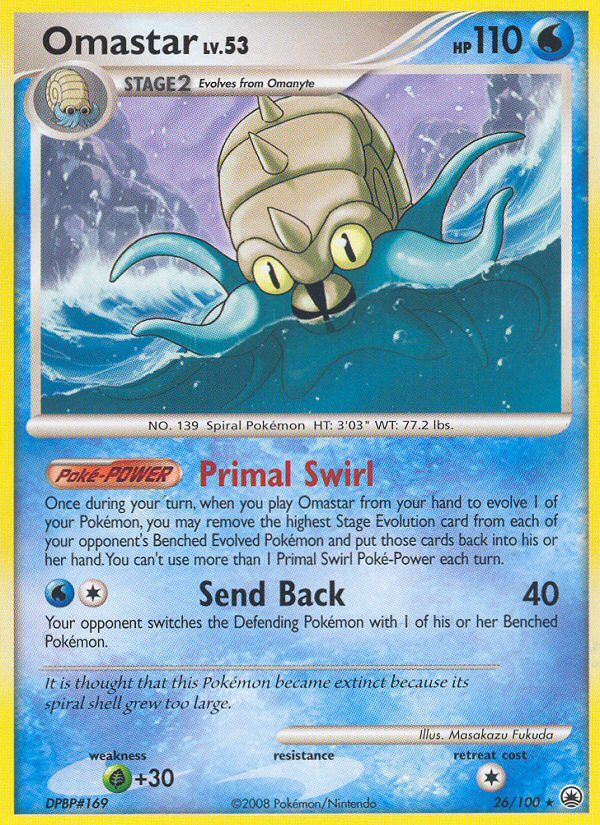 Omastar LV.53 HP 110
STAGE2 Evolves from Omanyte
NO. 139 Spiral Pokémon HT: 3'03" WT: 77.2 lbs.
Poké-POWER Primal Swirl
Once during your turn, when you play Omastar from your hand to evolve 1 of
your Pokémon, you may remove the highest Stage Evolution card from each of
your opponent's Benched Evolved Pokémon and put those cards back into his or
her hand. You can't use more than 1 Primal Swirl Poké-Power each turn.
Send Back 40
Your opponent switches the Defending Pokémon with 1 of his or her Benched
Pokémon.
It is thought that this Pokémon became extinct because its
spiral shell grew too large.
Illus. Masakazu Fukuda
weakness resistance retreat cost
+30
DPBP#169 ©2008 Pokémon/Nintendo 26/100 ★